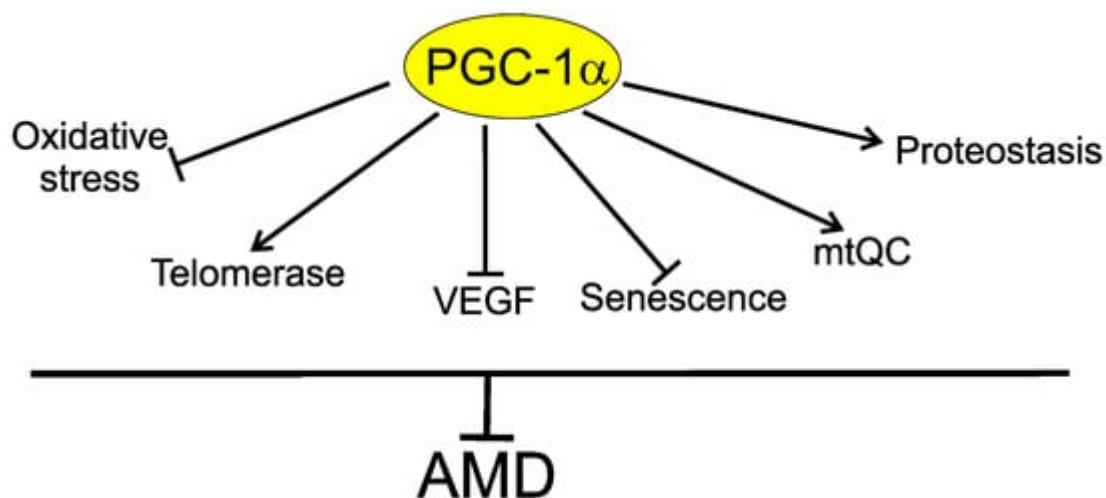 PGC-1α
Oxidative
stress
Telomerase
VEGF
Senescence
mtQC
Proteostasis
AMD